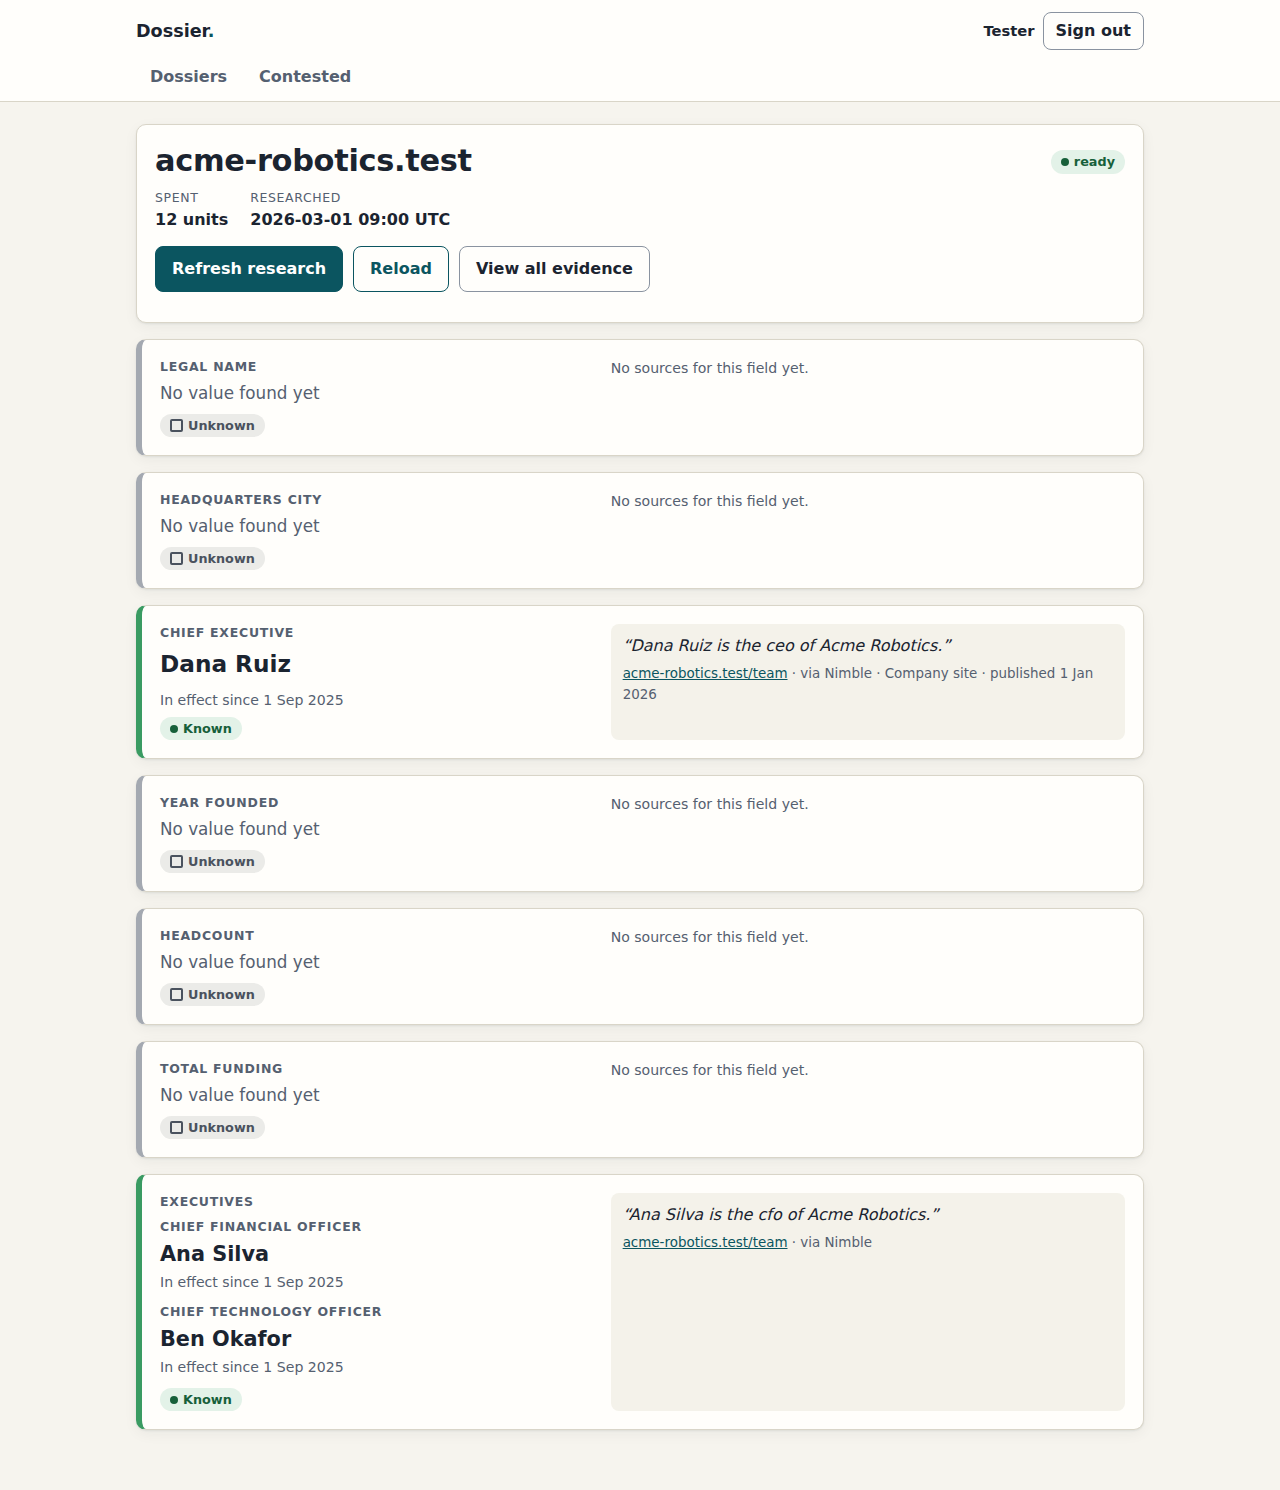 Dossier.
Tester
Sign out
Dossiers
Contested
acme-robotics.test
ready
SPENT
RESEARCHED
12 units
2026-03-01 09:00 UTC
Refresh research
Reload
View all evidence
LEGAL NAME
No value found yet
Unknown
No sources for this field yet.
HEADQUARTERS CITY
No value found yet
Unknown
No sources for this field yet.
CHIEF EXECUTIVE
Dana Ruiz
In effect since 1 Sep 2025
Known
“Dana Ruiz is the ceo of Acme Robotics.”
acme-robotics.test/team · via Nimble · Company site · published 1 Jan
2026
YEAR FOUNDED
No value found yet
Unknown
No sources for this field yet.
HEADCOUNT
No value found yet
Unknown
No sources for this field yet.
TOTAL FUNDING
No value found yet
Unknown
No sources for this field yet.
EXECUTIVES
CHIEF FINANCIAL OFFICER
Ana Silva
In effect since 1 Sep 2025
CHIEF TECHNOLOGY OFFICER
Ben Okafor
In effect since 1 Sep 2025
Known
“Ana Silva is the cfo of Acme Robotics.”
acme-robotics.test/team · via Nimble